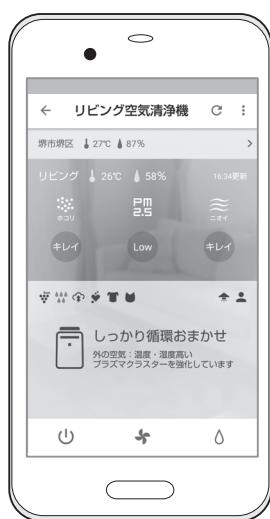 リビング空気清浄機
堺市堺区 27℃ 87%
リビング 26℃ 58% 16:34更新
PM 2.5
ホコリ ニオイ
キレイ Low キレイ
しっかり循環おまかせ
外の空気：温度・湿度高い
プラズマクラスターを強化しています